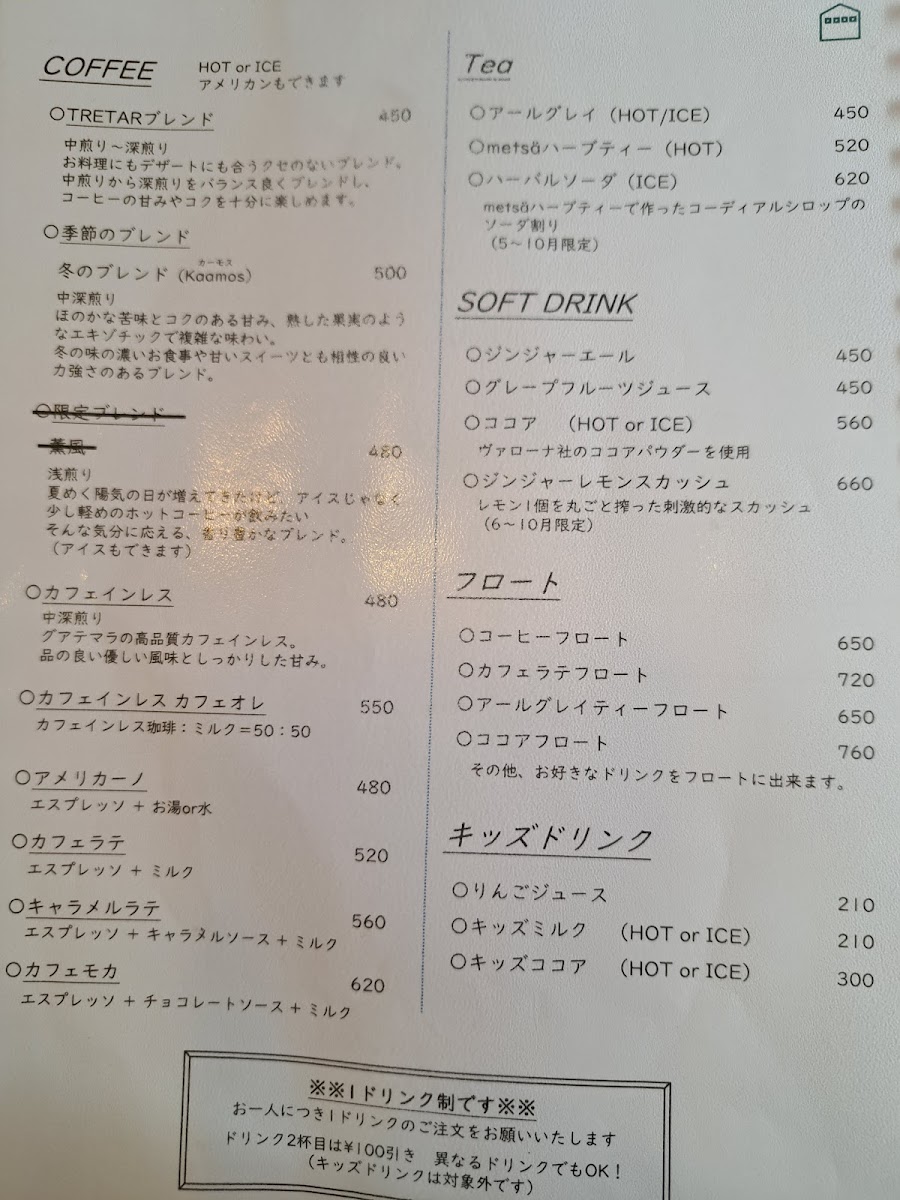 COFFEE HOT or ICE
アメリカンもできます
○TRETARブレンド 450
中煎り～深煎り
お料理にもデザートにも合うクセのないブレンド、
中煎りから深煎りをバランス良くブレンドし、
コーヒーの甘みやコクを十分に楽しめます。
○季節のブレンド
カーモス
冬のブレンド（Kaamos） 500
中深煎り
ほのかな苦味とコクのある甘み、熟した果実のよう
なエキゾチックで複雑な味わい。
冬の味の濃いお食事や甘いスイーツとも相性の良い
力強さのあるブレンド。
○限定ブレンド
薫風 480
浅煎り
夏めく陽気の日が増えてきたけど、アイスじゃなく
少し軽めのホットコーヒーが飲みたい
そんな気分に応える、香り豊かなブレンド。
（アイスもできます）
○カフェインレス 480
中深煎り
グアテマラの高品質カフェインレス。
品の良い優しい風味としっかりした甘み。
○カフェインレス カフェオレ 550
カフェインレス珈琲：ミルク＝50：50
○アメリカーノ 480
エスプレッソ ＋ お湯or水
○カフェラテ 520
エスプレッソ ＋ ミルク
○キャラメルラテ 560
エスプレッソ ＋ キャラメルソース ＋ ミルク
○カフェモカ 620
エスプレッソ ＋ チョコレートソース ＋ ミルク
Tea
○アールグレイ（HOT/ICE） 450
○metsäハーブティー（HOT） 520
○ハーバルソーダ（ICE） 620
metsäハーブティーで作ったコーディアルシロップの
ソーダ割り
（5～10月限定）
SOFT DRINK
○ジンジャーエール 450
○グレープフルーツジュース 450
○ココア （HOT or ICE） 560
ヴァローナ社のココアパウダーを使用
○ジンジャーレモンスカッシュ 660
レモン1個を丸ごと搾った刺激的なスカッシュ
（6～10月限定）
フロート
○コーヒーフロート 650
○カフェラテフロート 720
○アールグレイティーフロート 650
○ココアフロート 760
その他、お好きなドリンクをフロートに出来ます。
キッズドリンク
○りんごジュース 210
○キッズミルク （HOT or ICE） 210
○キッズココア （HOT or ICE） 300
※※1ドリンク制です※※
お一人につき1ドリンクのご注文をお願いいたします
ドリンク2杯目は¥100引き 異なるドリンクでもOK！
（キッズドリンクは対象外です）